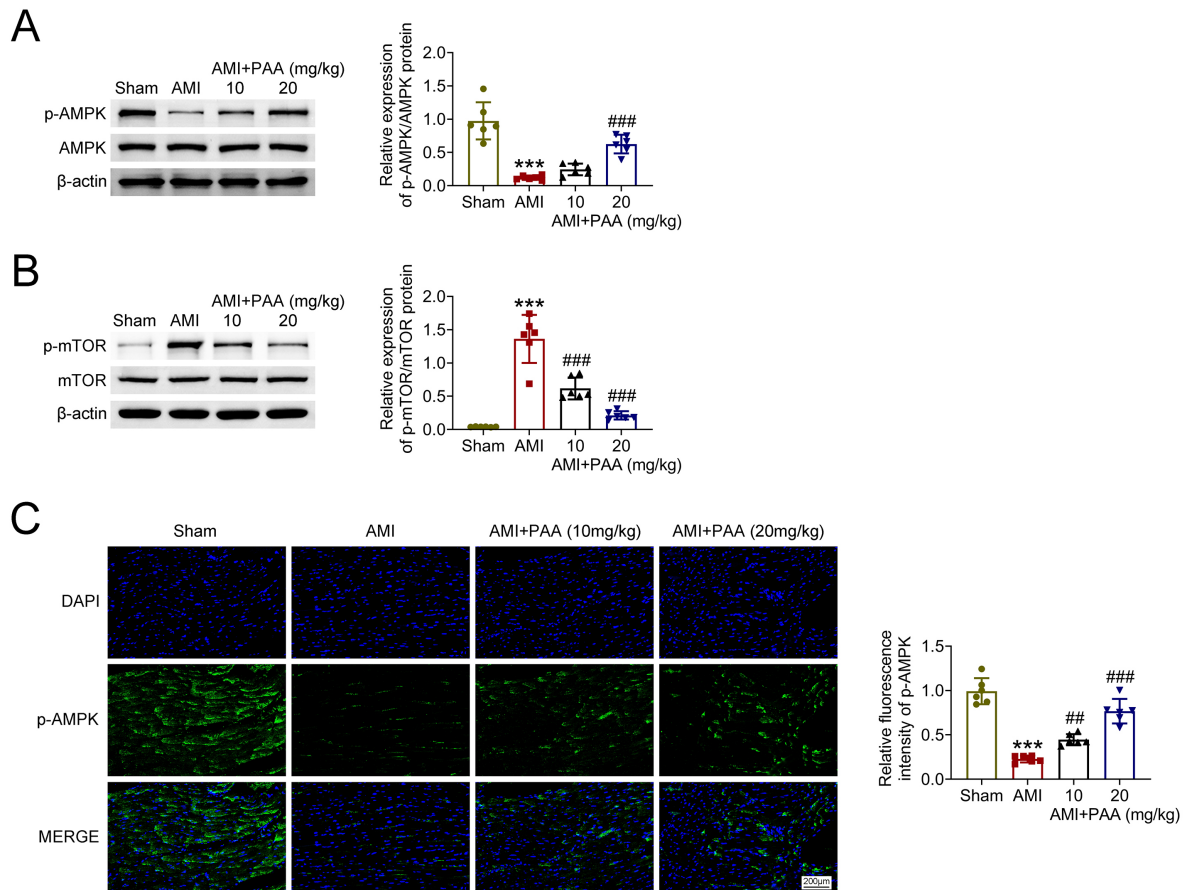 A
AMI+PAA (mg/kg)
Sham AMI 10 20
p-AMPK
AMPK
β-actin
Relative expression
of p-AMPK/AMPK protein
2.0
1.5
1.0
0.5
0.0
***
###
Sham AMI 10 20
AMI+PAA (mg/kg)
B
AMI+PAA (mg/kg)
Sham AMI 10 20
p-mTOR
mTOR
β-actin
Relative expression
of p-mTOR/mTOR protein
2.0
1.5
1.0
0.5
0.0
***
###
###
Sham AMI 10 20
AMI+PAA (mg/kg)
C
Sham AMI AMI+PAA (10mg/kg) AMI+PAA (20mg/kg)
DAPI
p-AMPK
MERGE
200μm
Relative fluorescence
intensity of p-AMPK
1.5
1.0
0.5
0.0
***
##
###
Sham AMI 10 20
AMI+PAA (mg/kg)